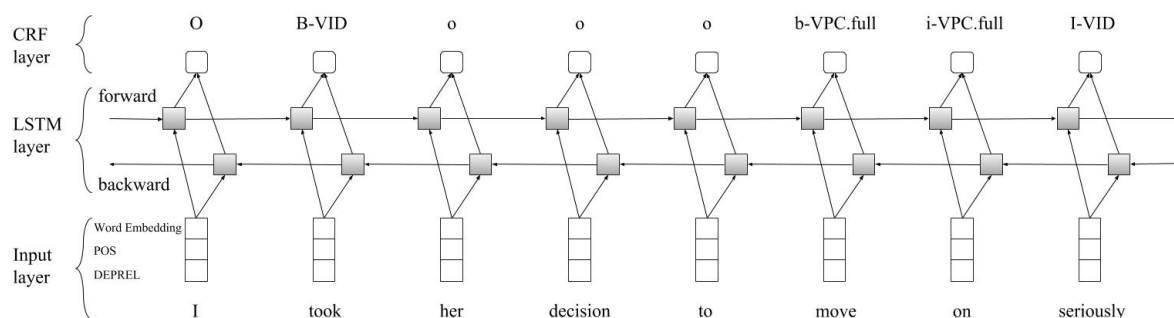 CRF layer
O B-VID o o o b-VPC.full i-VPC.full I-VID
LSTM layer
forward
backward
Input layer
Word Embedding
POS
DEPREL
I took her decision to move on seriously